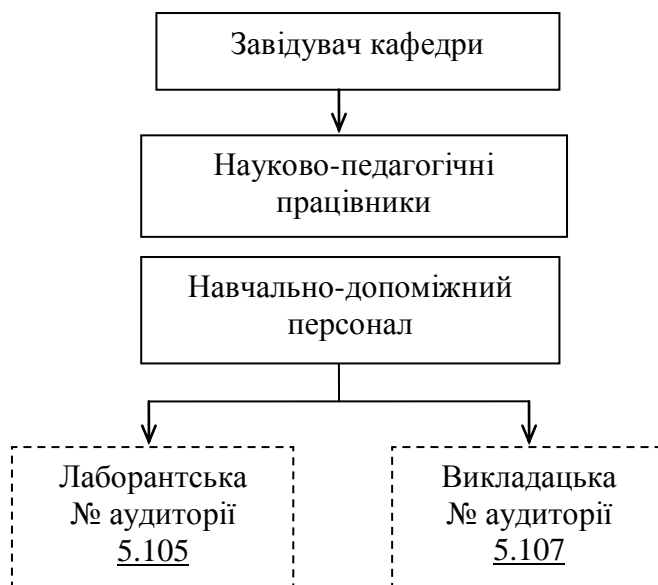 Завідувач кафедри
Науково-педагогічні
працівники
Навчально-допоміжний
персонал
Лаборантська
№ аудиторії
5.105
Викладацька
№ аудиторії
5.107